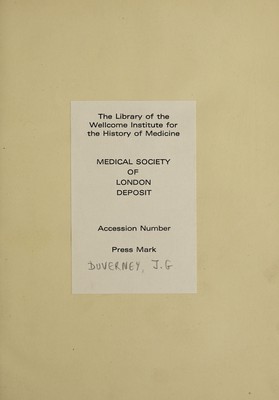 The Library of the
Wellcome Institute for
the History of Medicine
MEDICAL SOCIETY
OF
LONDON
DEPOSIT
Accession Number
Press Mark
DUVERNEY, J.G